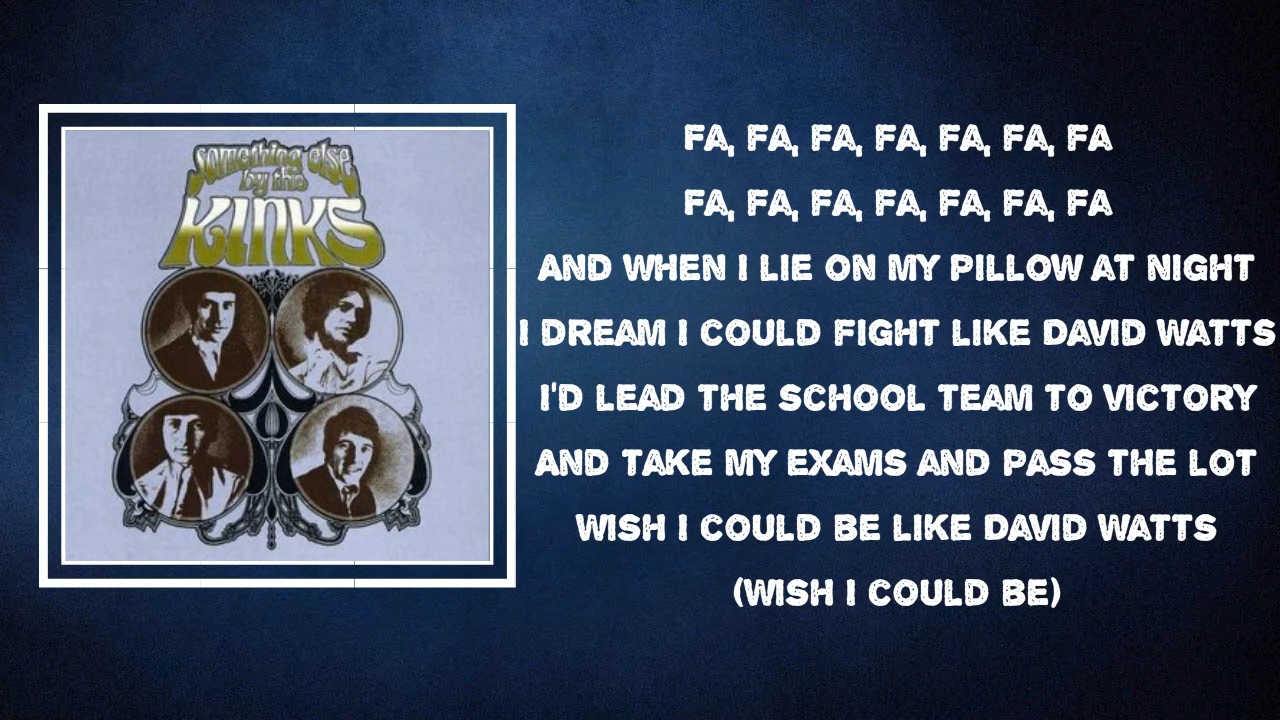 something else
by the
KINKS
FA, FA, FA, FA, FA, FA, FA
FA, FA, FA, FA, FA, FA, FA
AND WHEN I LIE ON MY PILLOW AT NIGHT
I DREAM I COULD FIGHT LIKE DAVID WATTS
I'D LEAD THE SCHOOL TEAM TO VICTORY
AND TAKE MY EXAMS AND PASS THE LOT
WISH I COULD BE LIKE DAVID WATTS
(WISH I COULD BE)